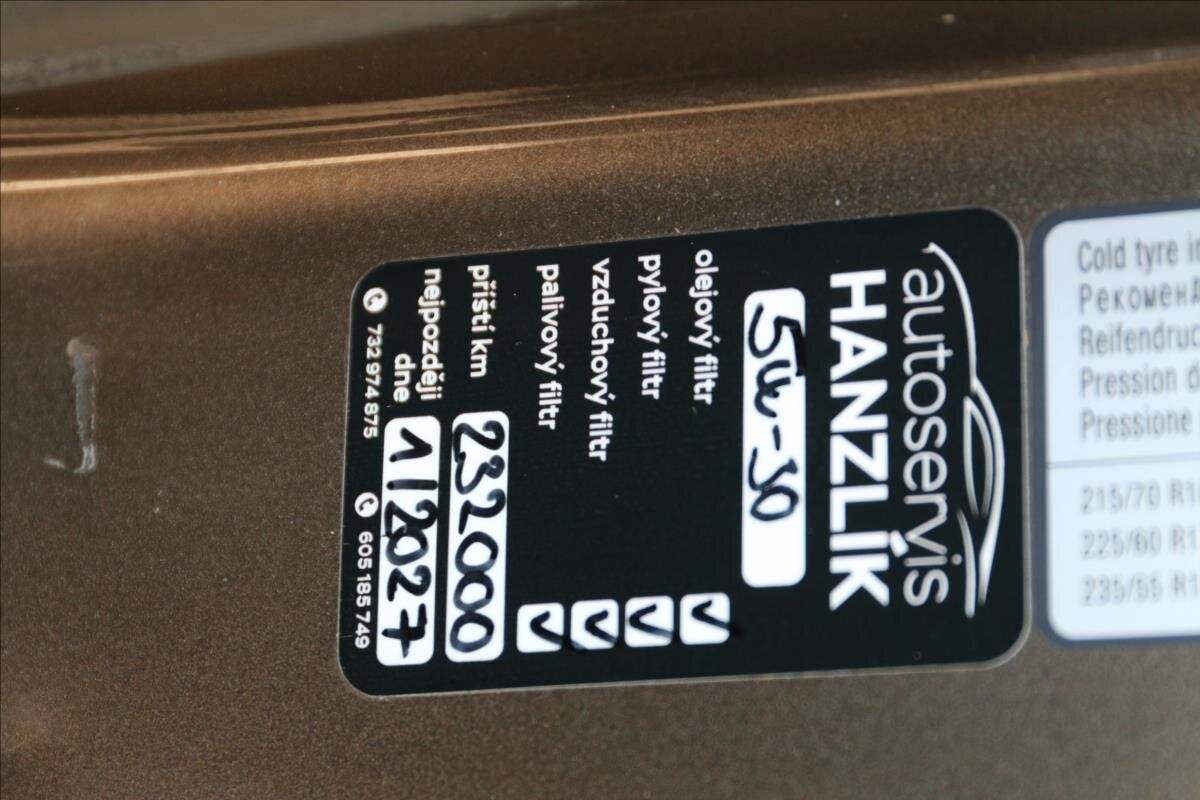 autoservis
HANZLÍK
5W-30
olejový filtr ✓
pylový filtr ✓
vzduchový filtr ✓
palivový filtr ✓
příští km 232000
nejpozději
dne 1/2027
732 974 875 605 185 749
Cold tyre
Рекомен
Reifendruc
Pression
Pressione
215/70 R1
225/60 R1
235/55 R1